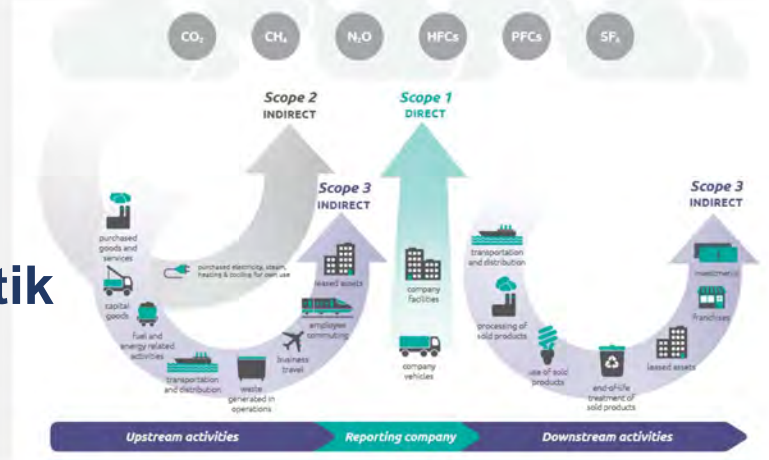 CO₂ CH₄ N₂O HFCs PFCs SF₆
Scope 2
INDIRECT
Scope 1
DIRECT
Scope 3
INDIRECT
Scope 3
INDIRECT
purchased
goods and
services
capital
goods
fuel and
energy related
activities
transportation
and distribution
waste
generated in
operations
business
travel
employee
commuting
leased assets
purchased electricity, steam,
heating & cooling for own use
company
facilities
company
vehicles
transportation
and distribution
processing of
sold products
use of sold
products
end-of-life
treatment of
sold products
leased assets
franchises
investments
tik
Upstream activities
Reporting company
Downstream activities